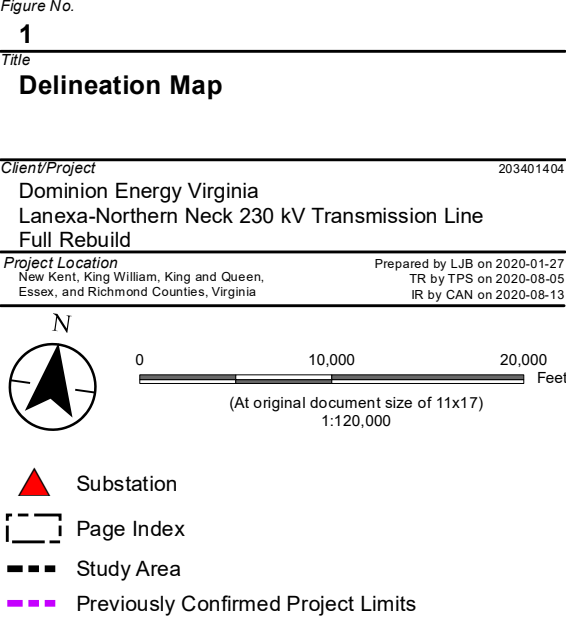 Figure No.
1
Title
Delineation Map
Client/Project 203401404
Dominion Energy Virginia
Lanexa-Northern Neck 230 kV Transmission Line
Full Rebuild
Project Location
New Kent, King William, King and Queen,
Essex, and Richmond Counties, Virginia
Prepared by LJB on 2020-01-27
TR by TPS on 2020-08-05
IR by CAN on 2020-08-13
N
0 10,000 20,000
Feet
(At original document size of 11x17)
1:120,000
Substation
Page Index
Study Area
Previously Confirmed Project Limits